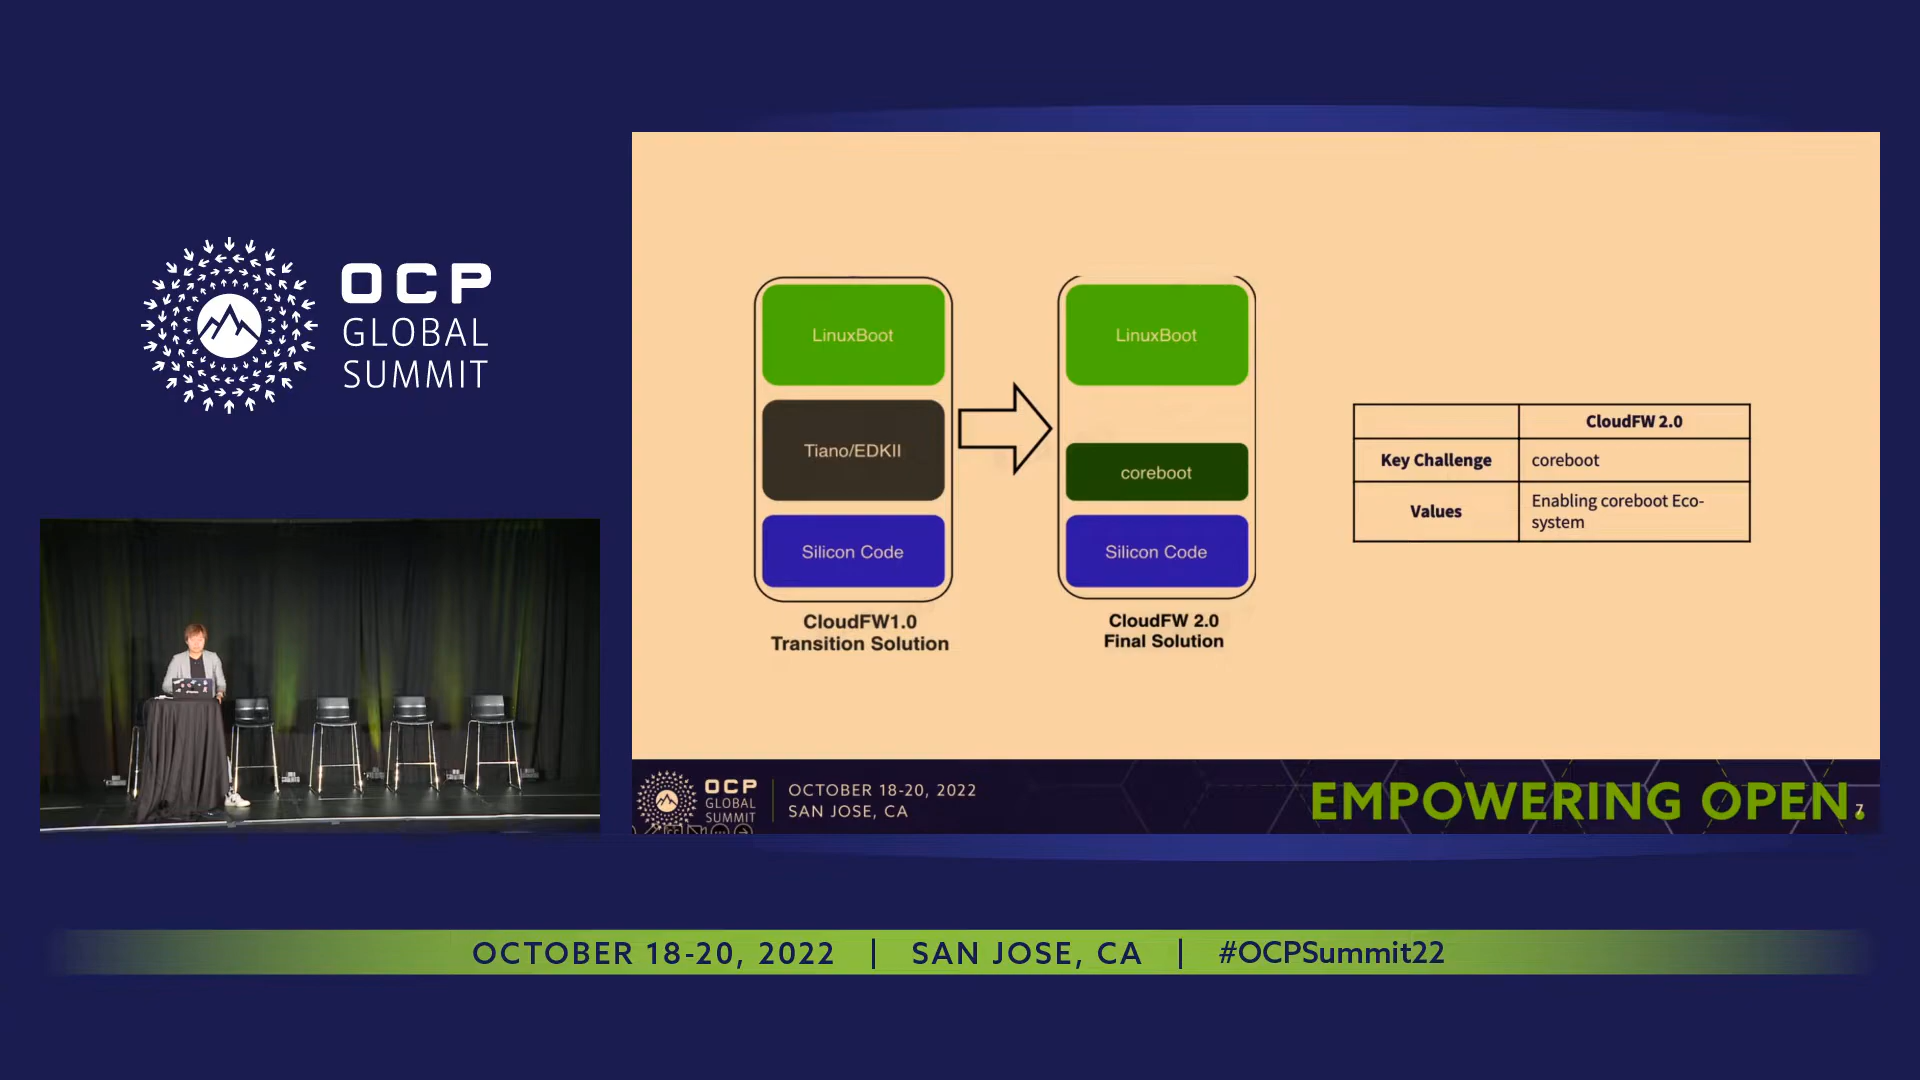 OCP
GLOBAL
SUMMIT
LinuxBoot
Tiano/EDKII
Silicon Code
CloudFW1.0
Transition Solution
LinuxBoot
coreboot
Silicon Code
CloudFW 2.0
Final Solution
CloudFW 2.0
Key Challenge
coreboot
Values
Enabling coreboot Eco-
system
OCP
GLOBAL
SUMMIT
OCTOBER 18-20, 2022
SAN JOSE, CA
EMPOWERING OPEN.
7
OCTOBER 18-20, 2022 | SAN JOSE, CA | #OCPSummit22